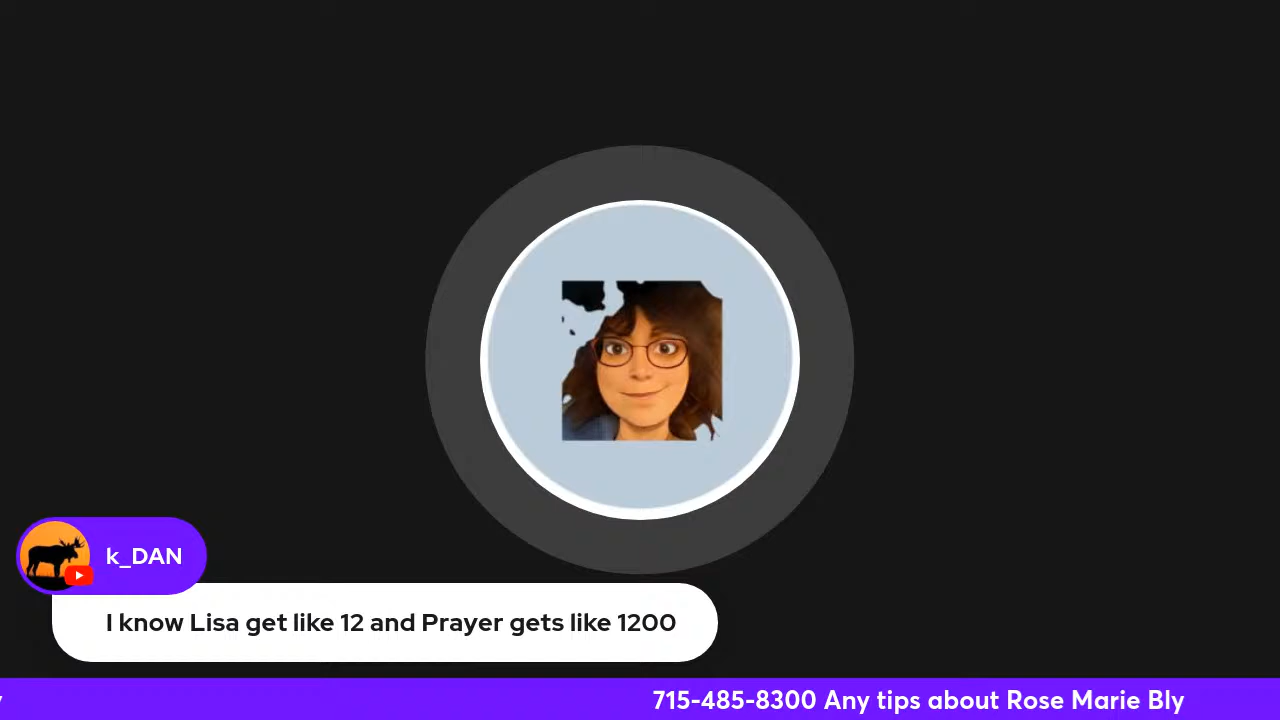 k_DAN
I know Lisa get like 12 and Prayer gets like 1200
715-485-8300 Any tips about Rose Marie Bly